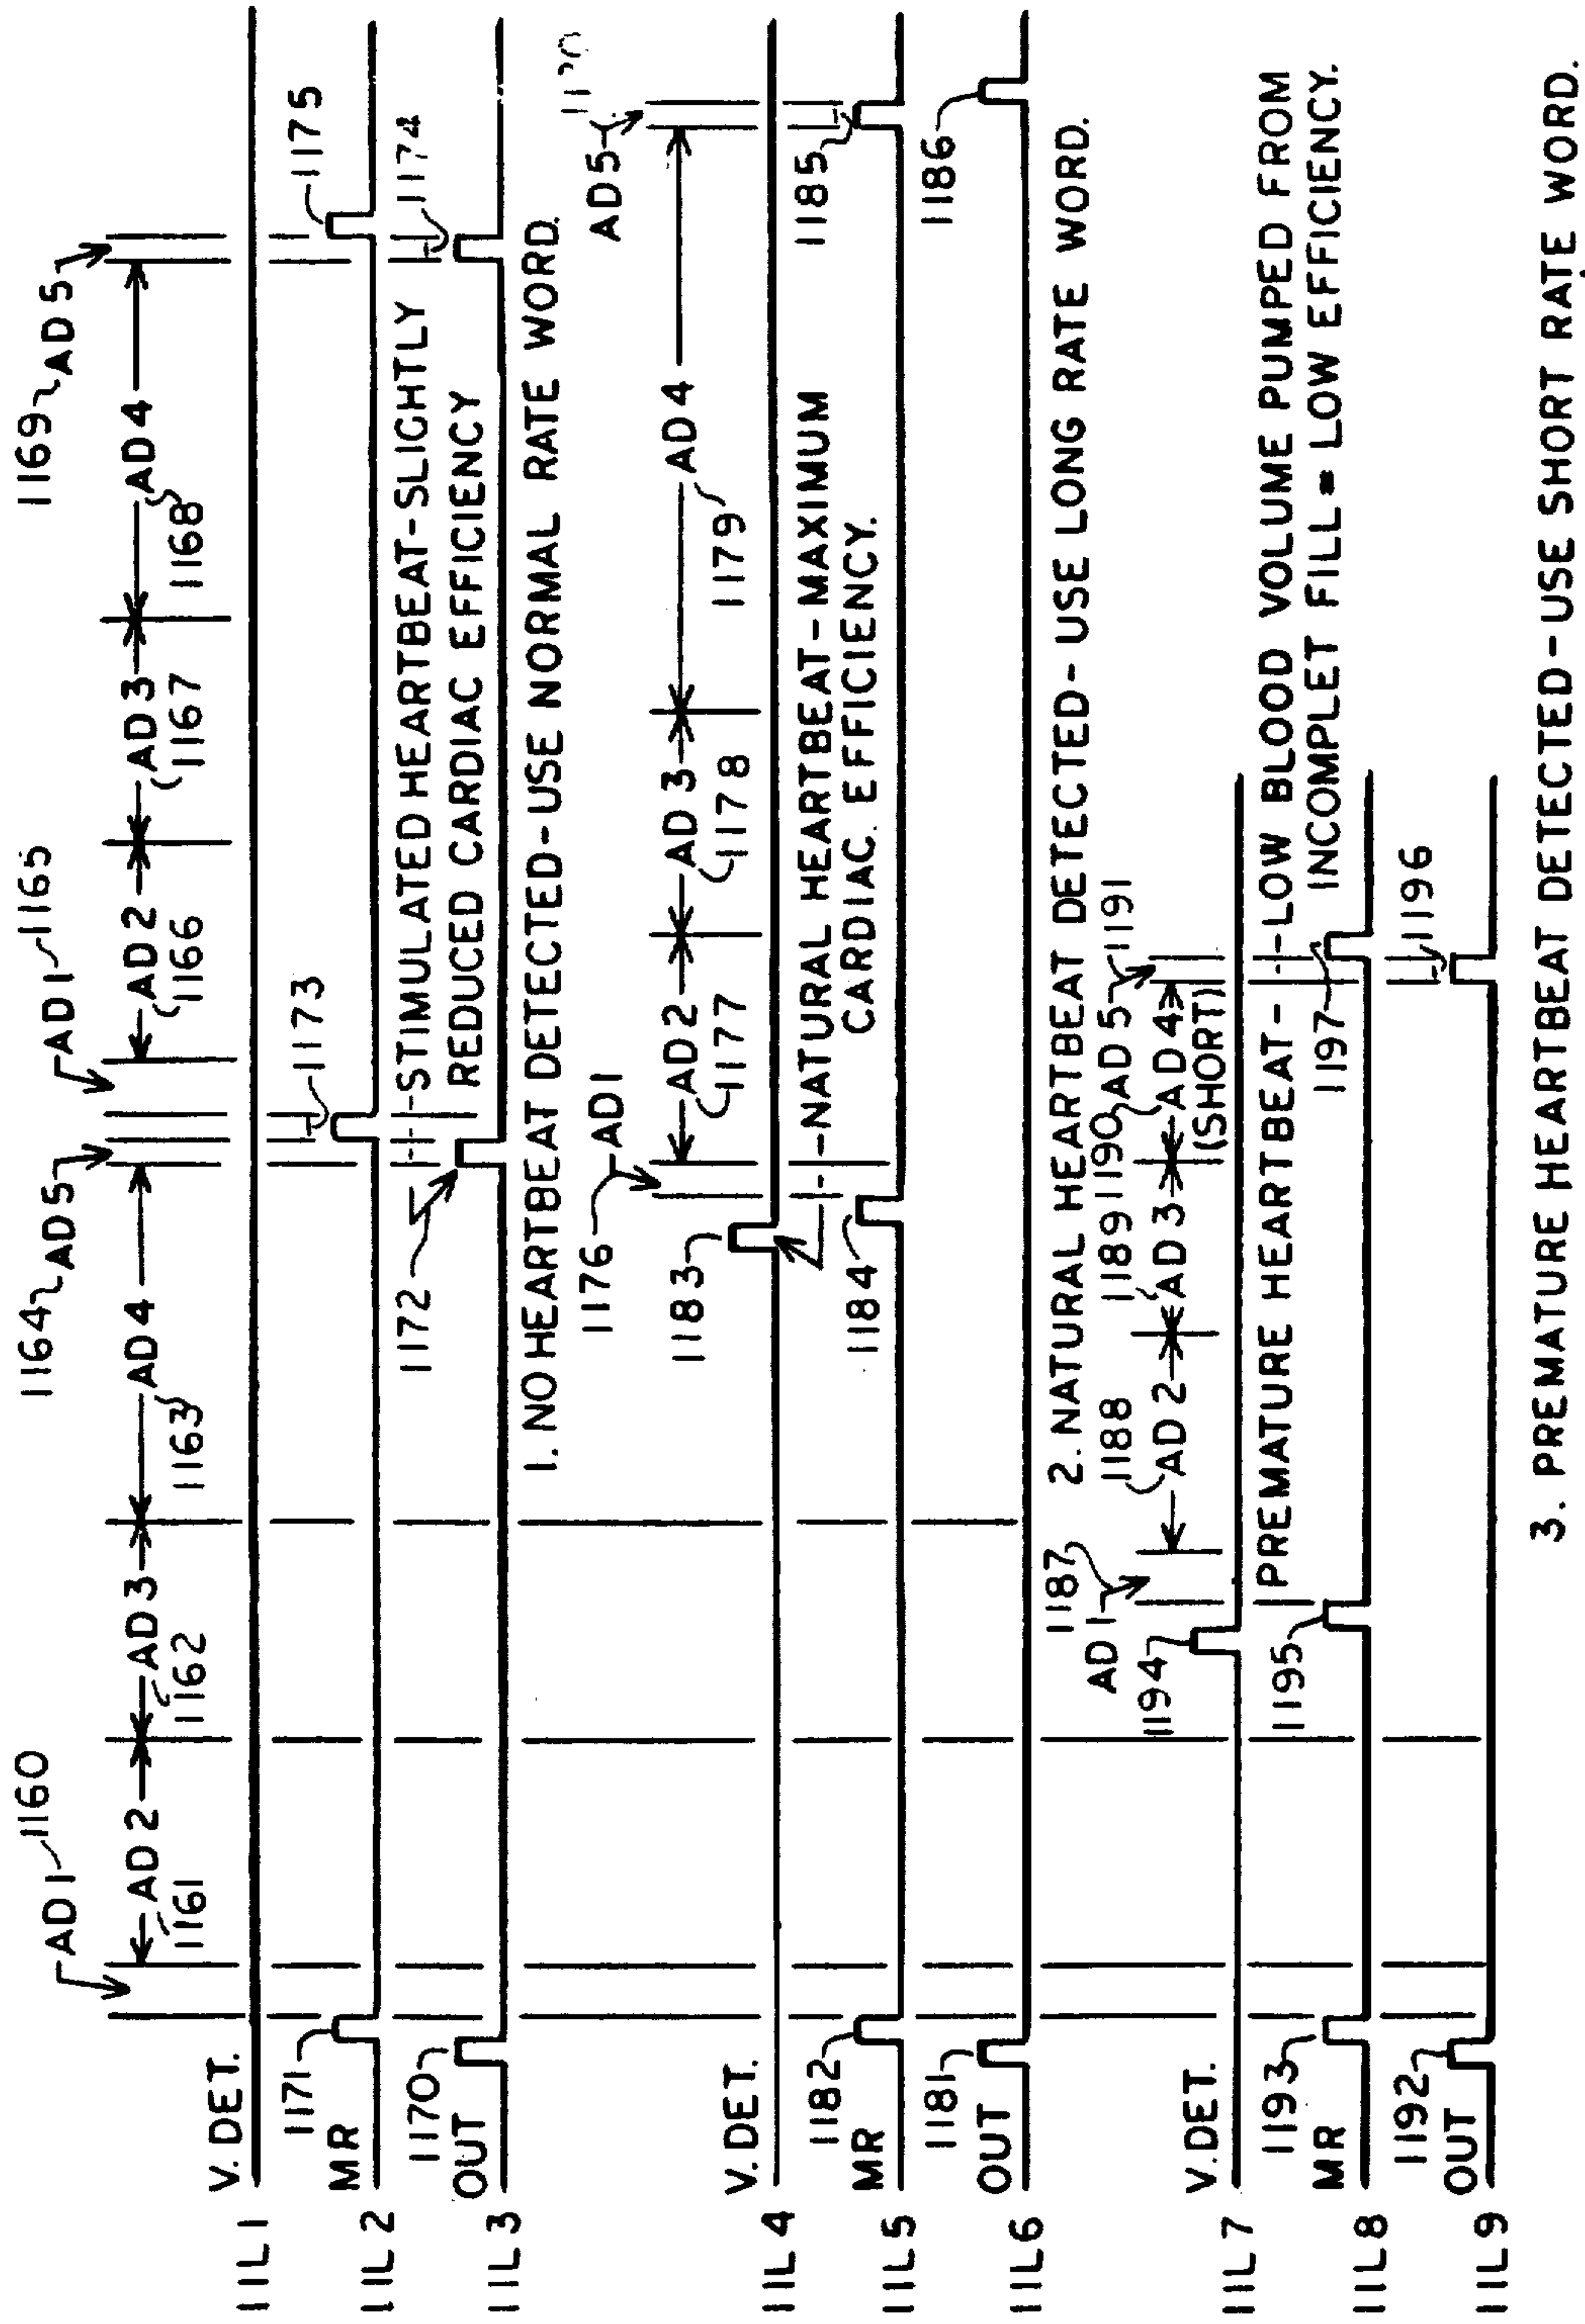 AD1 1160
1164 AD5
AD1 1165
1169 AD5
AD2 AD3 AD4 AD2 AD3 AD4
1161 1162 1163 1166 1167 1168
11L1 V.DET.
1171 1173 1175
11L2 MR
1170 1172 STIMULATED HEARTBEAT-SLIGHTLY 1174
REDUCED CARDIAC EFFICIENCY
11L3 OUT
1. NO HEARTBEAT DETECTED-USE NORMAL RATE WORD.
1176 AD1
AD5
1183 AD2 AD3 AD4
1177 1178 1179
11L4 V.DET.
1182 NATURAL HEARTBEAT-MAXIMUM 1185
1184 CARDIAC. EFFICIENCY.
11L5 MR
1181 1186
11L6 OUT
1187 2. NATURAL HEARTBEAT DETECTED-USE LONG RATE WORD.
AD1 1188 1189 1190 AD5 1191
1194 AD2 AD3 AD4
(SHORT)
11L7 V.DET.
1193 1195 PREMATURE HEARTBEAT- -LOW BLOOD VOLUME PUMPED FROM
1197 INCOMPLET FILL = LOW EFFICIENCY.
11L8 MR
1192 1196
11L9 OUT
3. PREMATURE HEARTBEAT DETECTED-USE SHORT RATE WORD.